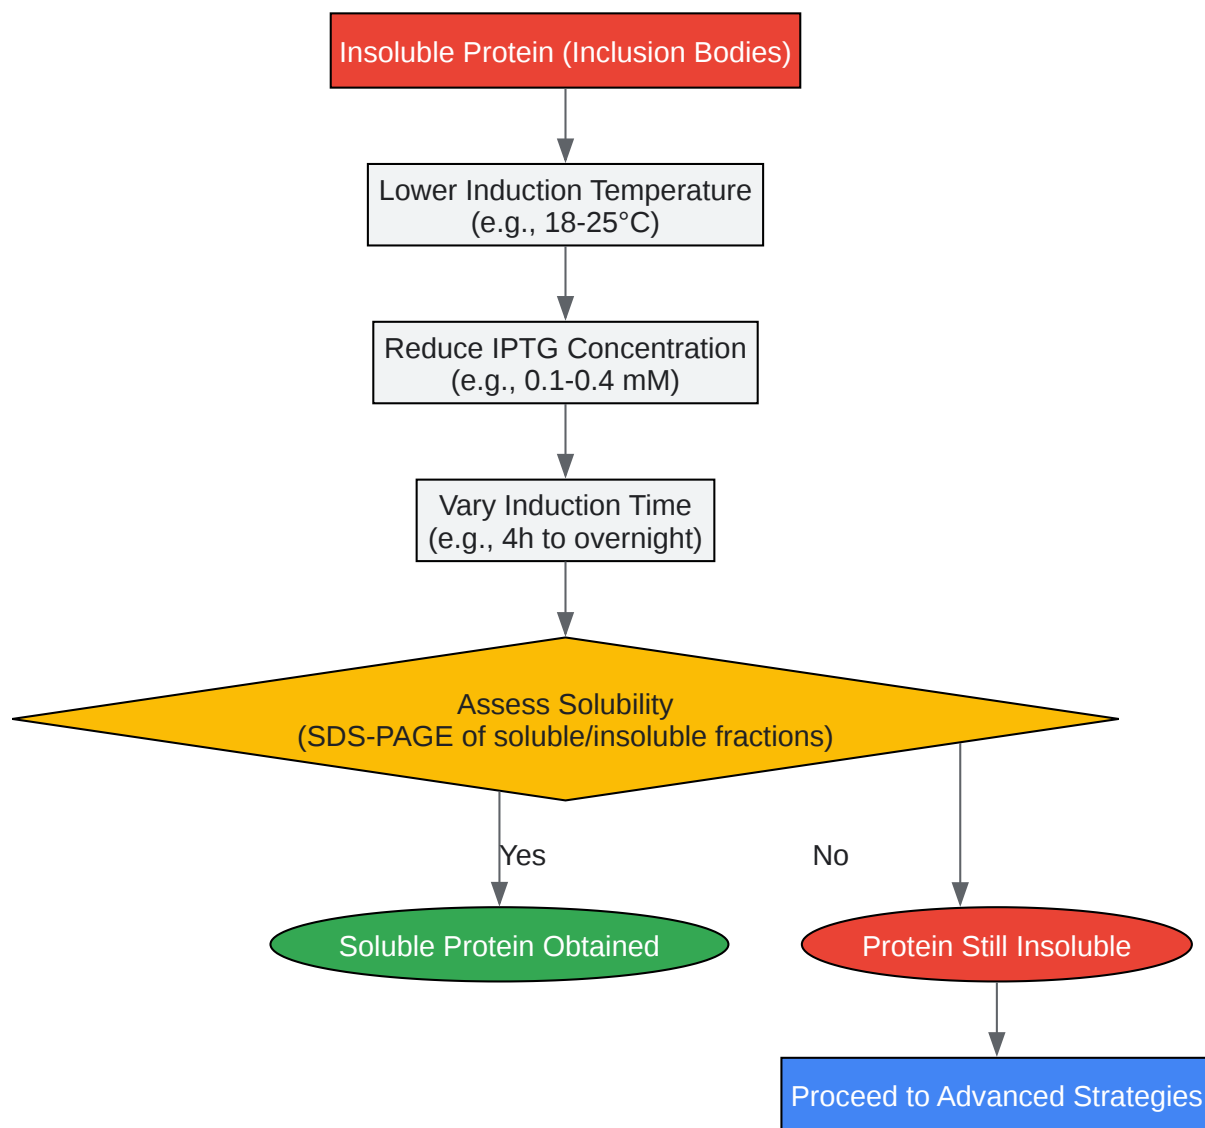 Insoluble Protein (Inclusion Bodies)
Lower Induction Temperature
(e.g., 18-25°C)
Reduce IPTG Concentration
(e.g., 0.1-0.4 mM)
Vary Induction Time
(e.g., 4h to overnight)
Assess Solubility
(SDS-PAGE of soluble/insoluble fractions)
Yes
No
Soluble Protein Obtained
Protein Still Insoluble
Proceed to Advanced Strategies